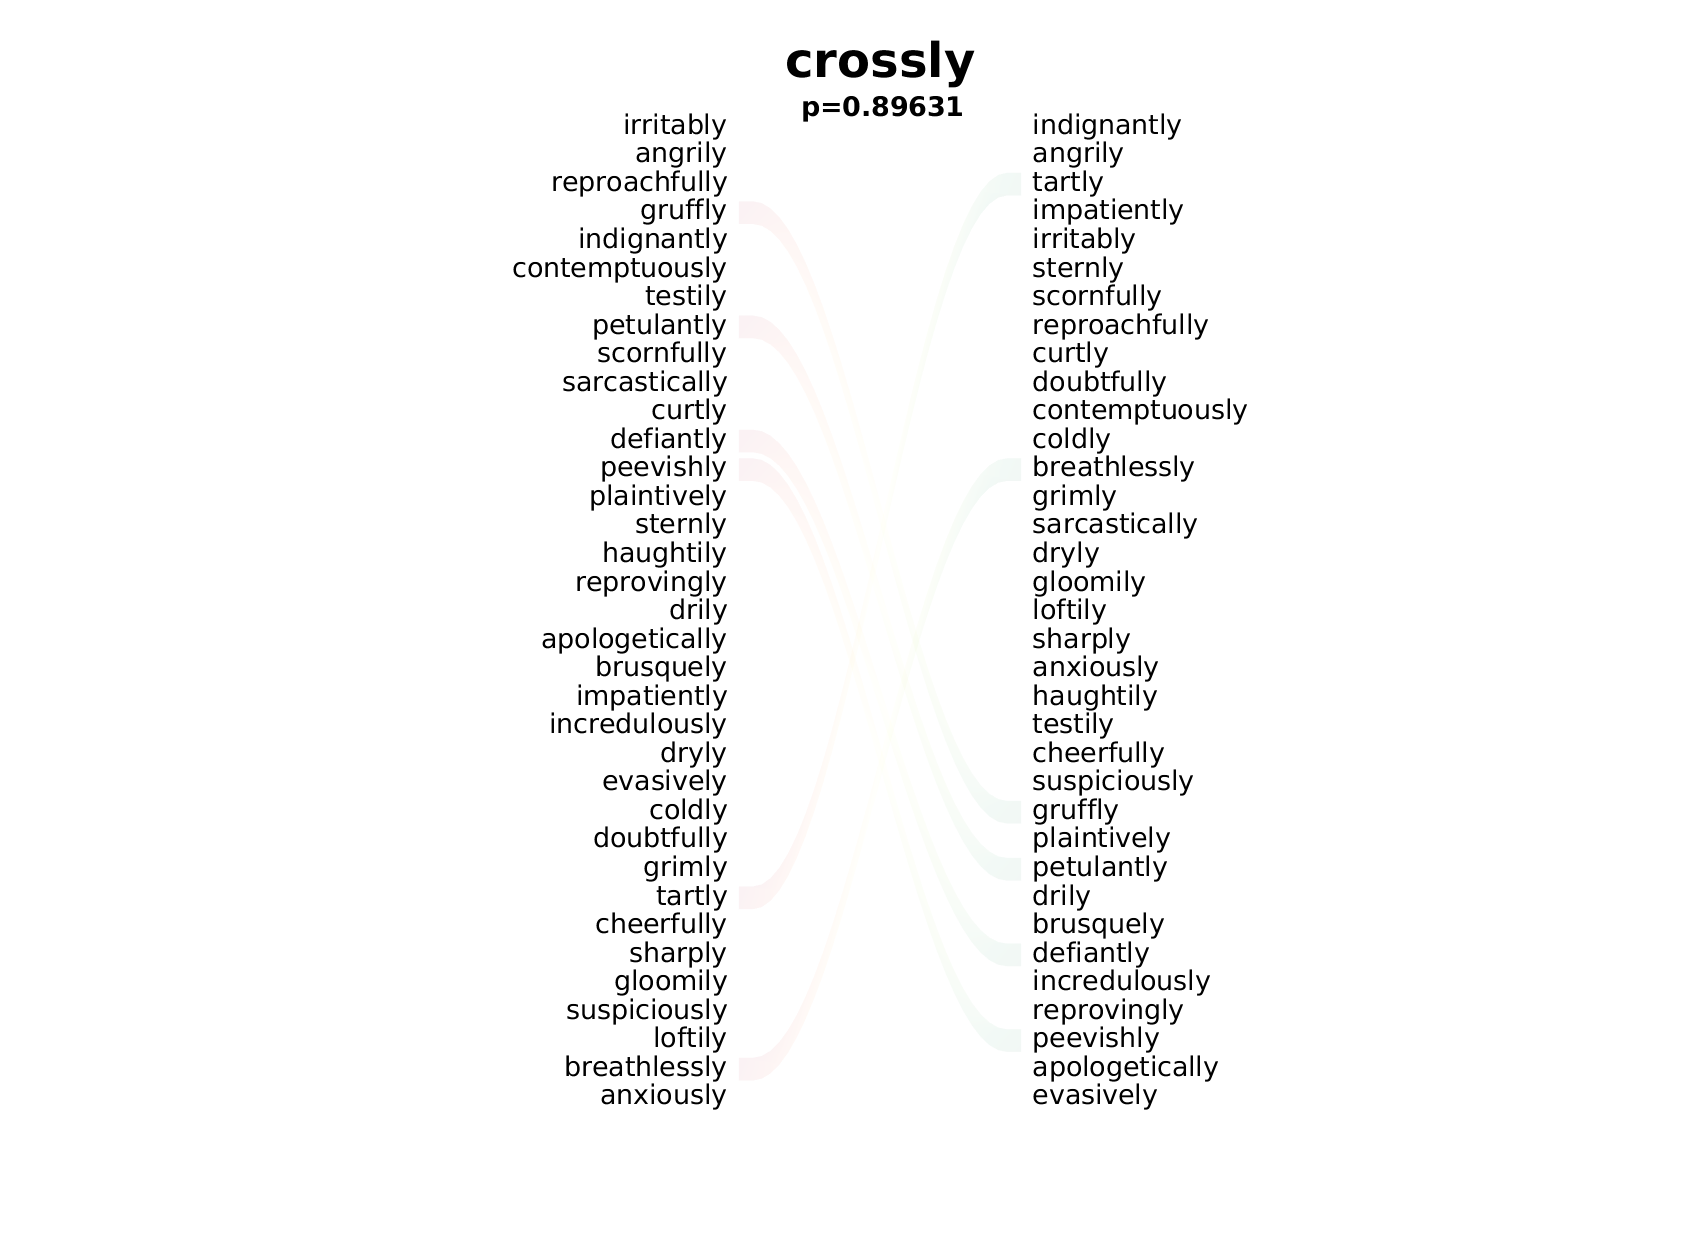 crossly
p=0.89631
irritably indignantly
angrily angrily
reproachfully tartly
gruffly impatiently
indignantly irritably
contemptuously sternly
testily scornfully
petulantly reproachfully
scornfully curtly
sarcastically doubtfully
curtly contemptuously
defiantly coldly
peevishly breathlessly
plaintively grimly
sternly sarcastically
haughtily dryly
reprovingly gloomily
drily loftily
apologetically sharply
brusquely anxiously
impatiently haughtily
incredulously testily
dryly cheerfully
evasively suspiciously
coldly gruffly
doubtfully plaintively
grimly petulantly
tartly drily
cheerfully brusquely
sharply defiantly
gloomily incredulously
suspiciously reprovingly
loftily peevishly
breathlessly apologetically
anxiously evasively